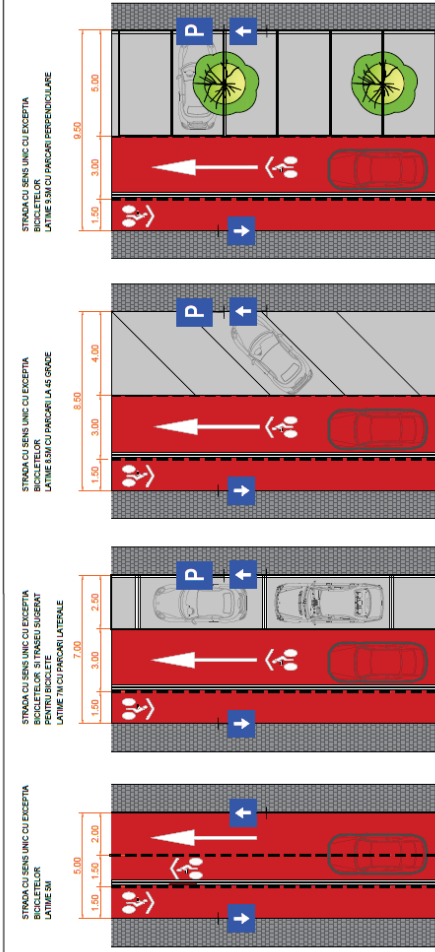 STRADA CU SENS UNIC CU EXCEPTIA
BICICLETELOR
LATIME 5M
5.00
1.50
1.50
2.00
STRADA CU SENS UNIC CU EXCEPTIA
BICICLETELOR SI TRASEU SUGERAT
PENTRU BICICLETE
LATIME 7M CU PARCARI LATERALE
7.00
1.50
3.00
2.50
P
STRADA CU SENS UNIC CU EXCEPTIA
BICICLETELOR
LATIME 8.5M CU PARCARI LA 45 GRADE
8.50
1.50
3.00
4.00
P
STRADA CU SENS UNIC CU EXCEPTIA
BICICLETELOR
LATIME 9.5M CU PARCARI PERPENDICULARE
9.50
1.50
3.00
5.00
P